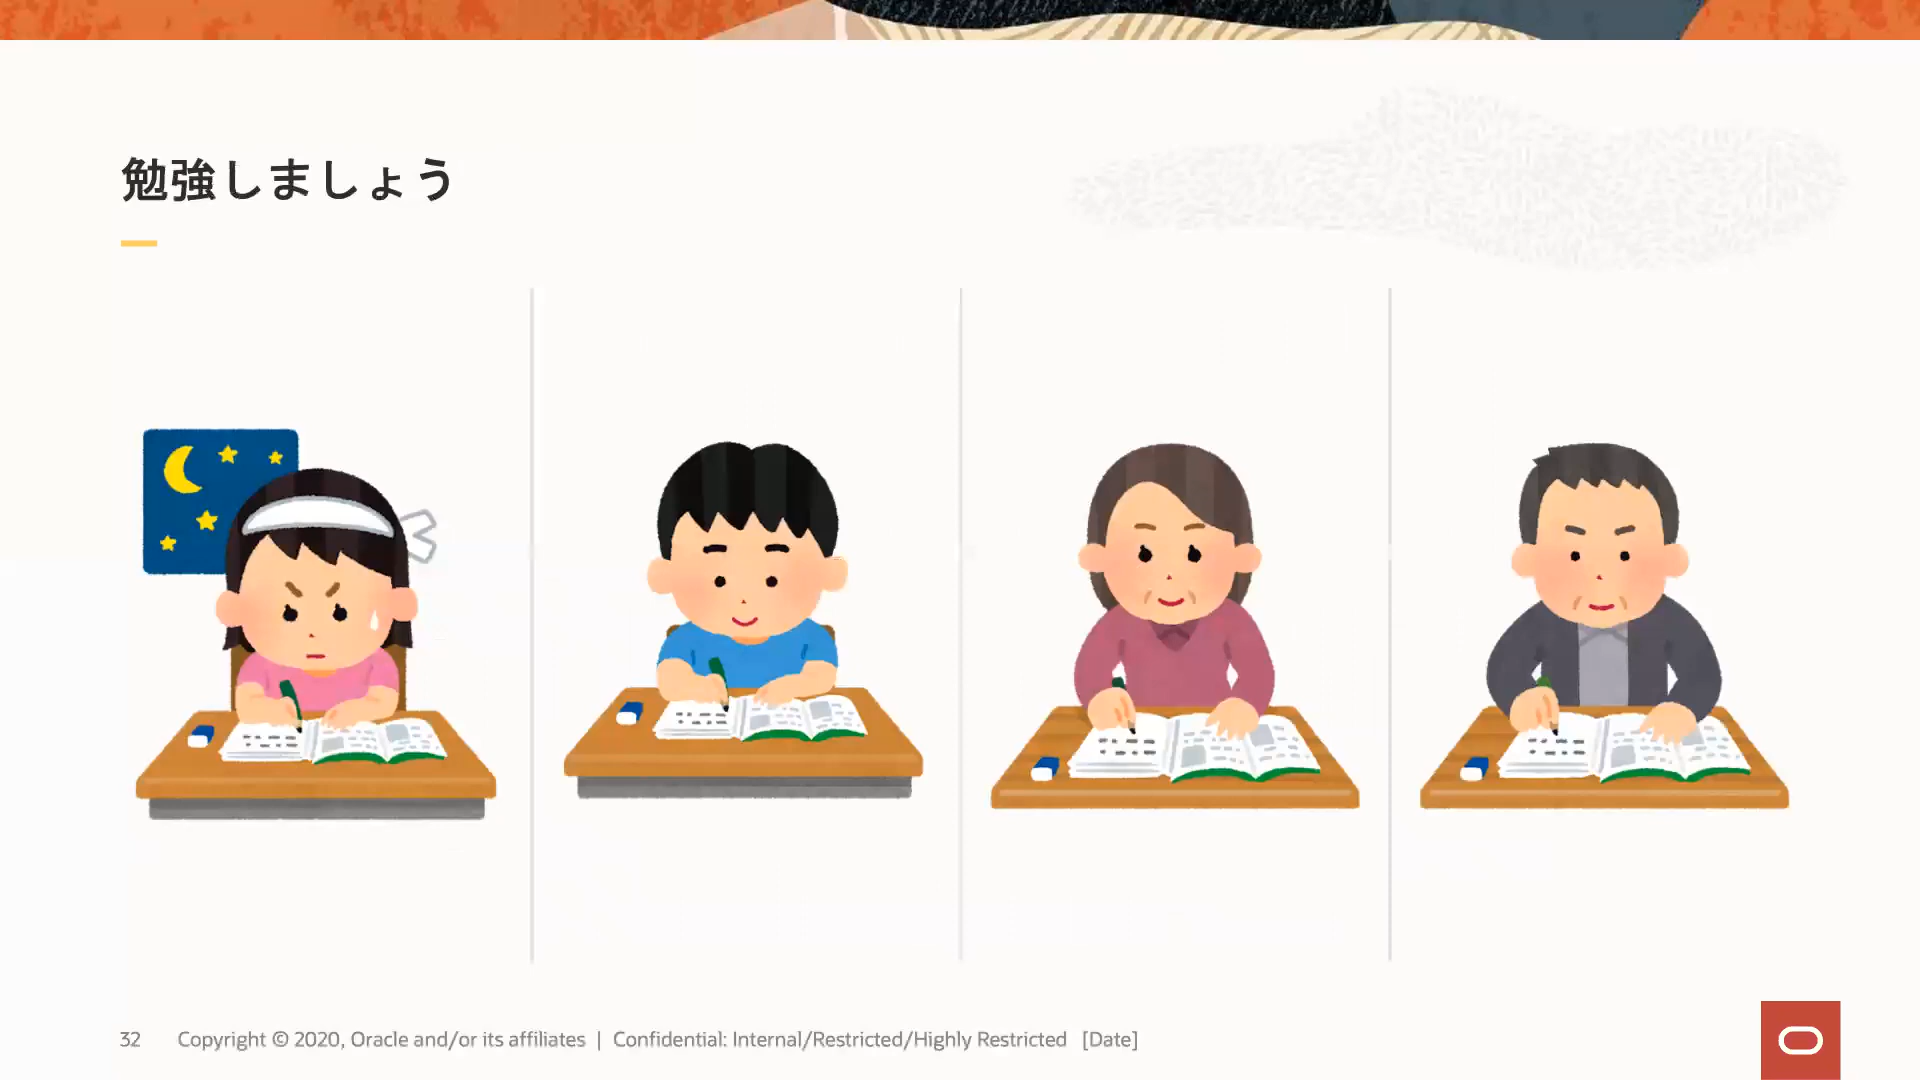 勉強しましょう
32 Copyright © 2020, Oracle and/or its affiliates | Confidential: Internal/Restricted/Highly Restricted [Date]